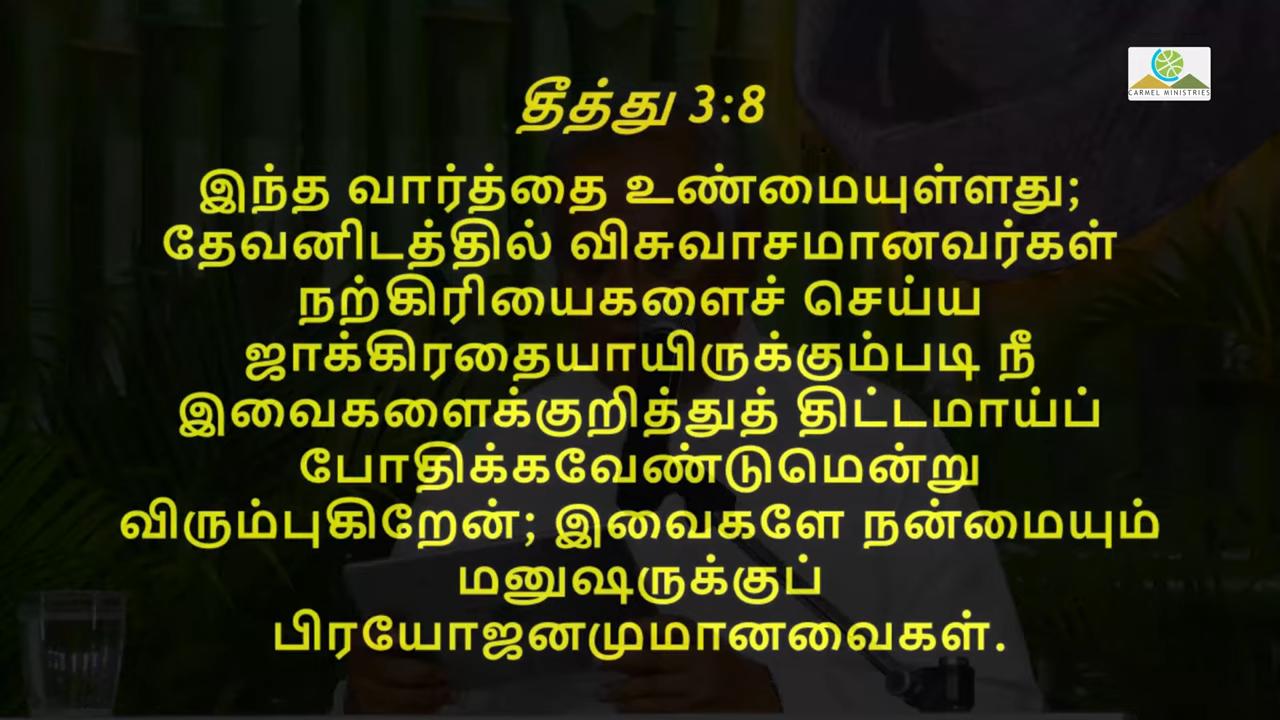 CARMEL MINISTRIES
தீத்து 3:8
இந்த வார்த்தை உண்மையுள்ளது;
தேவனிடத்தில் விசுவாசமானவர்கள்
நற்கிரியைகளைச் செய்ய
ஜாக்கிரதையாயிருக்கும்படி நீ
இவைகளைக்குறித்துத் திட்டமாய்ப்
போதிக்கவேண்டுமென்று
விரும்புகிறேன்; இவைகளே நன்மையும்
மனுஷருக்குப்
பிரயோஜனமுமானவைகள்.